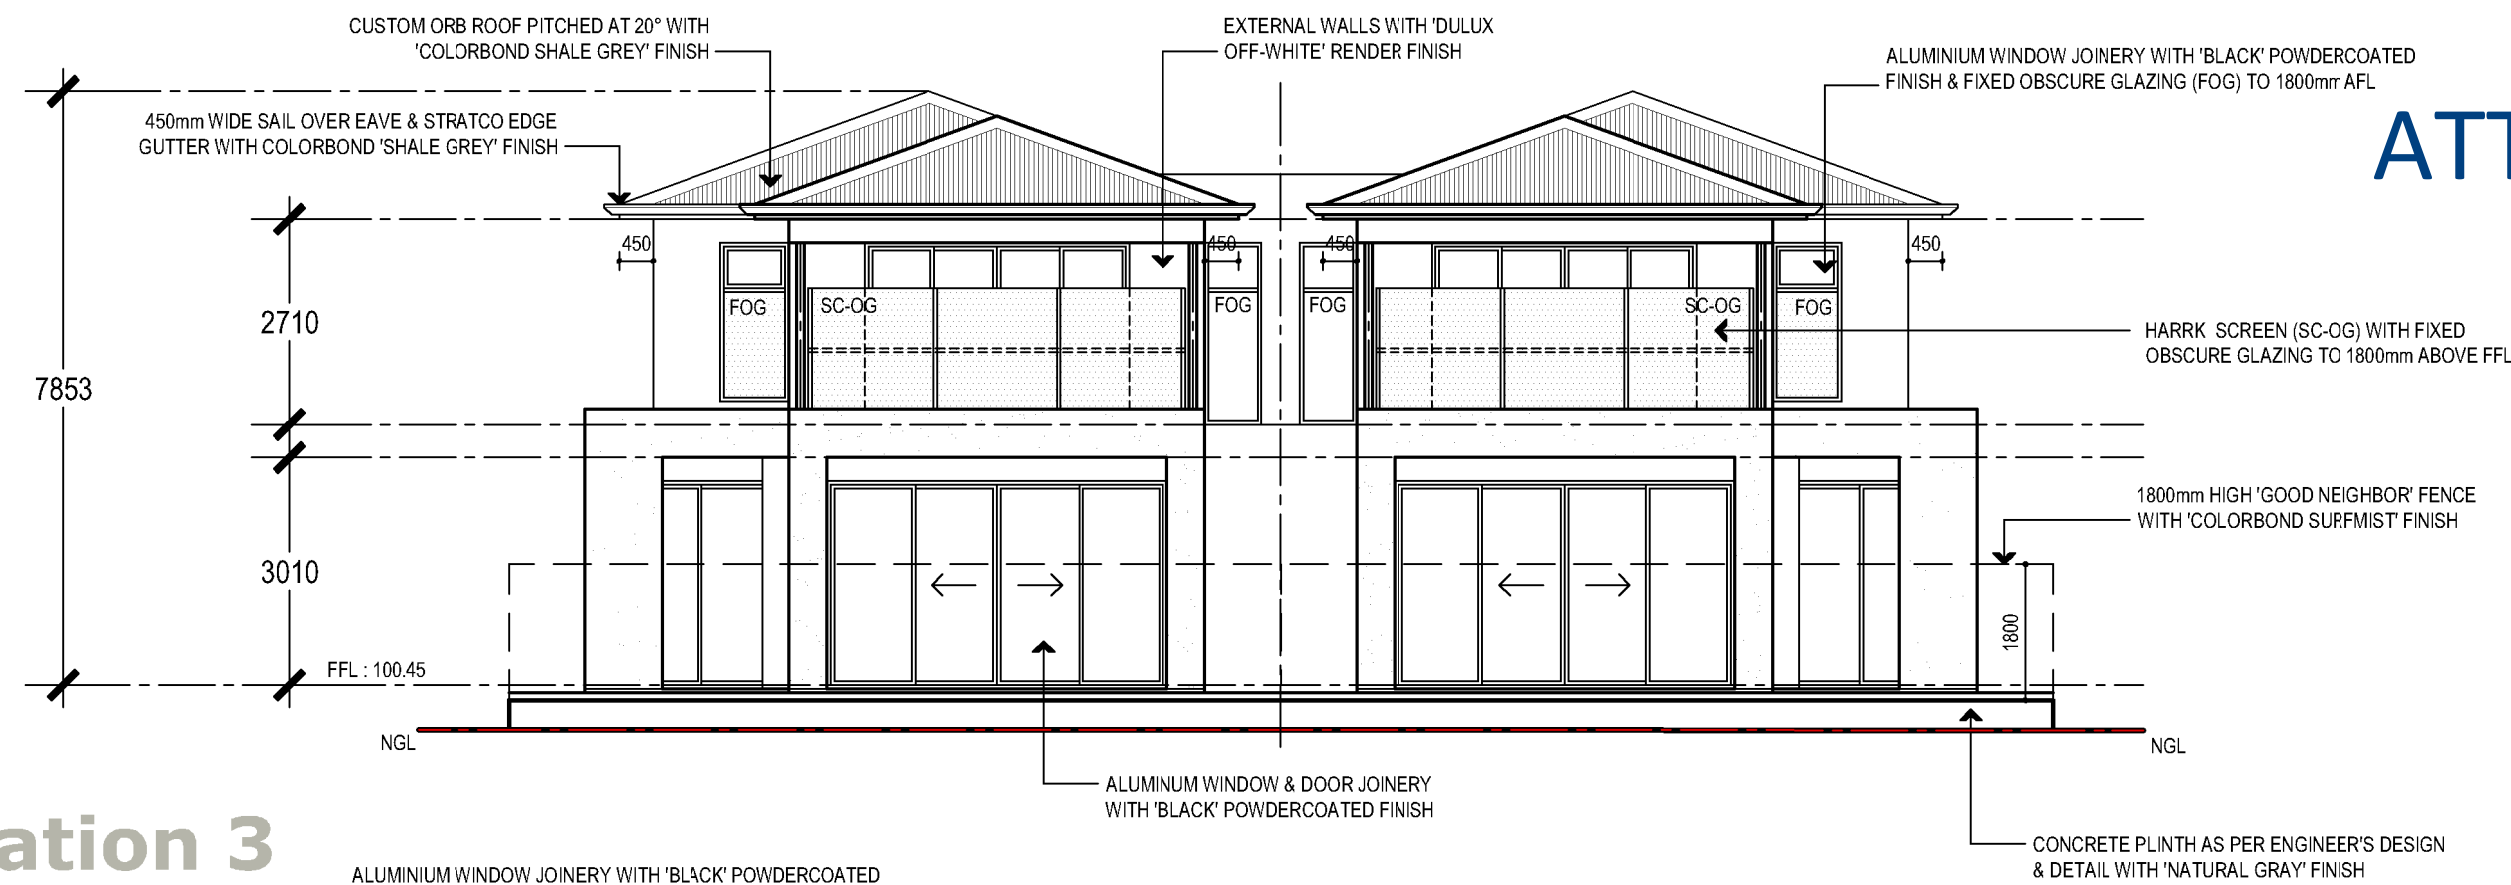 CUSTOM ORB ROOF PITCHED AT 20° WITH
'COLORBOND SHALE GREY' FINISH
EXTERNAL WALLS WITH 'DULUX
OFF-WHITE' RENDER FINISH
ALUMINIUM WINDOW JOINERY WITH 'BLACK' POWDERCOATED
FINISH & FIXED OBSCURE GLAZING (FOG) TO 1800mm AFL
ATT
450mm WIDE SAIL OVER EAVE & STRATCO EDGE
GUTTER WITH COLORBOND 'SHALE GREY' FINISH
450
450
450
450
FOG
SC-OG
FOG
FOG
SC-OG
FOG
2710
7853
HARRK SCREEN (SC-OG) WITH FIXED
OBSCURE GLAZING TO 1800mm ABOVE FFL
1800mm HIGH 'GOOD NEIGHBOR' FENCE
WITH 'COLORBOND SURFMIST' FINISH
3010
1800
FFL : 100.45
NGL
NGL
ALUMINUM WINDOW & DOOR JOINERY
WITH 'BLACK' POWDERCOATED FINISH
ation 3
CONCRETE PLINTH AS PER ENGINEER'S DESIGN
& DETAIL WITH 'NATURAL GRAY' FINISH
ALUMINIUM WINDOW JOINERY WITH 'BLACK' POWDERCOATED